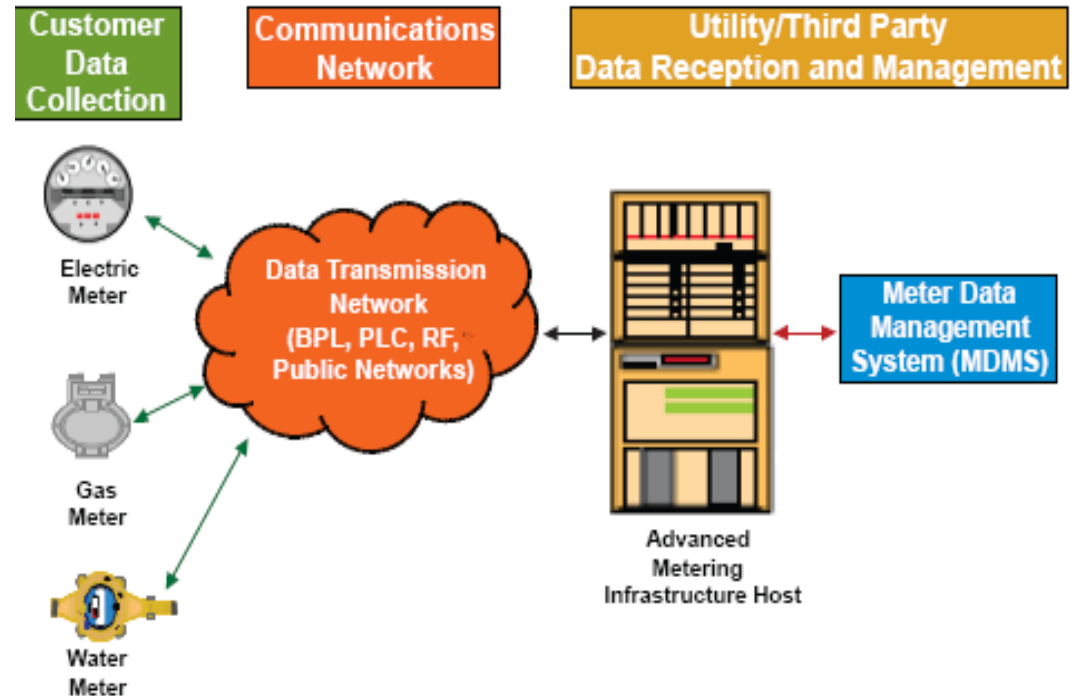 Customer
Data
Collection
Communications
Network
Utility/Third Party
Data Reception and Management
Electric
Meter
Gas
Meter
Water
Meter
Data Transmission
Network
(BPL, PLC, RF,
Public Networks)
Advanced
Metering
Infrastructure Host
Meter Data
Management
System (MDMS)